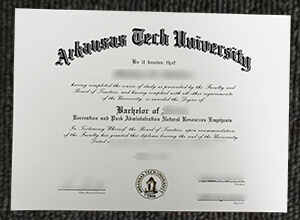 Arkansas Tech University
Be it known that
having completed the course of study as prescribed by the Faculty and
Board of Trustees, and having complied with all other requirements
of the University, is awarded the Degree of
Bachelor of
Recreation and Park Administration Natural Resources Emphasis
In Testimony Whereof, the Board of Trustees, upon recommendation
of the Faculty has granted this diploma bearing the seal of the University
Dated
ARKANSAS TECH UNIVERSITY